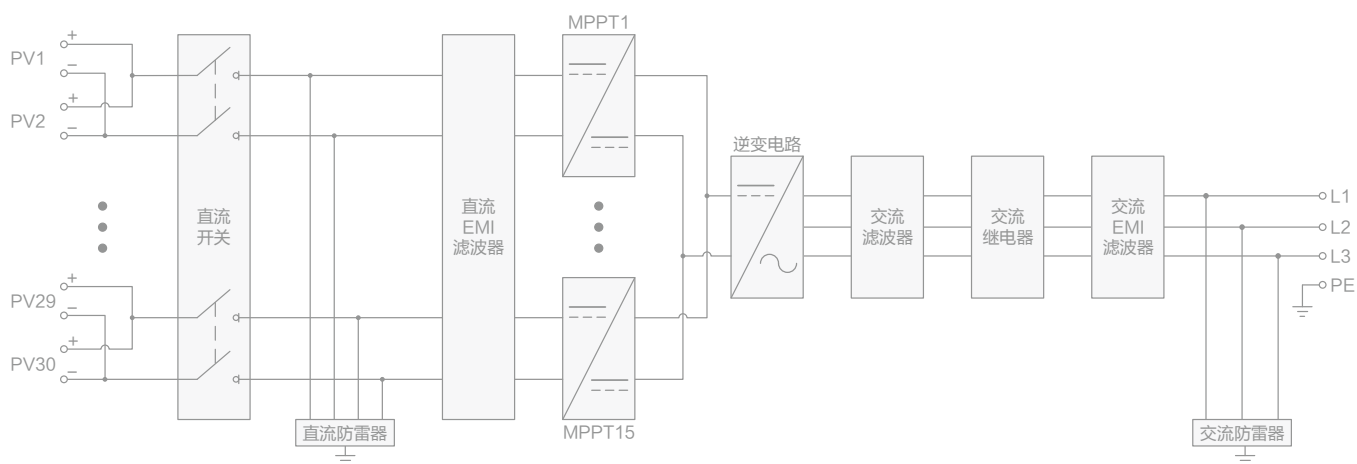 MPPT1
PV1
+
−
PV2
+
−
逆变电路
直流
开关
直流
EMI
滤波器
交流
滤波器
交流
继电器
交流
EMI
滤波器
L1
L2
L3
PE
PV29
+
−
PV30
+
−
直流防雷器
MPPT15
交流防雷器